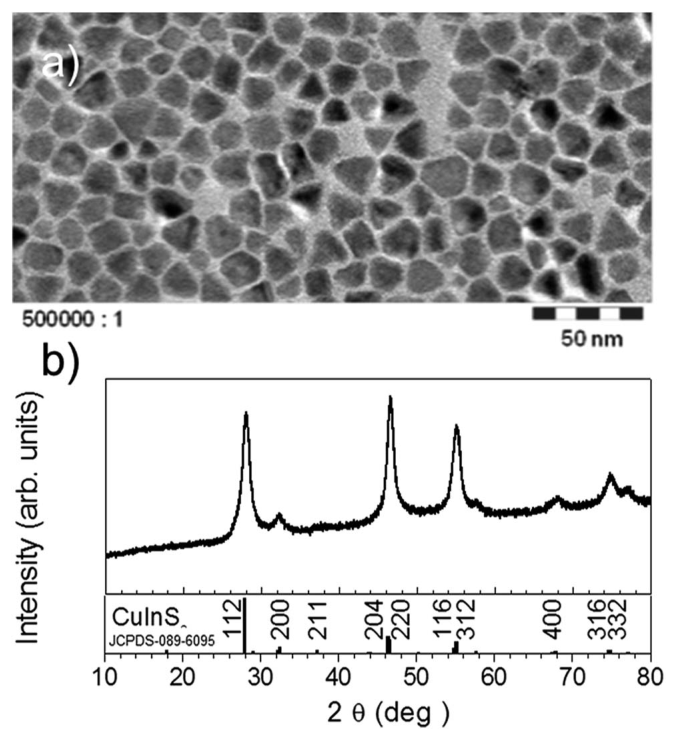 a)
500000 : 1
50 nm
b)
Intensity (arb. units)
CuInS₂
JCPDS-089-6095
112
200
211
204
220
116
312
400
316
332
10 20 30 40 50 60 70 80
2 θ (deg )